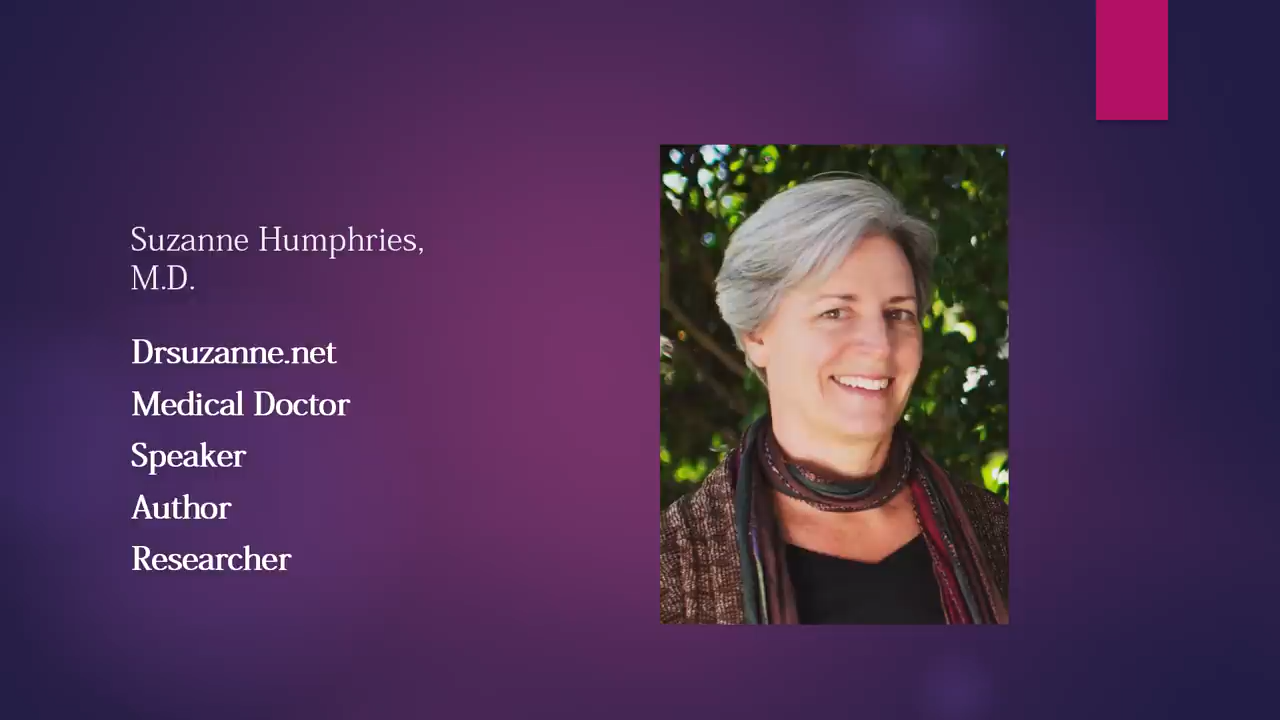 Suzanne Humphries,
M.D.
Drsuzanne.net
Medical Doctor
Speaker
Author
Researcher